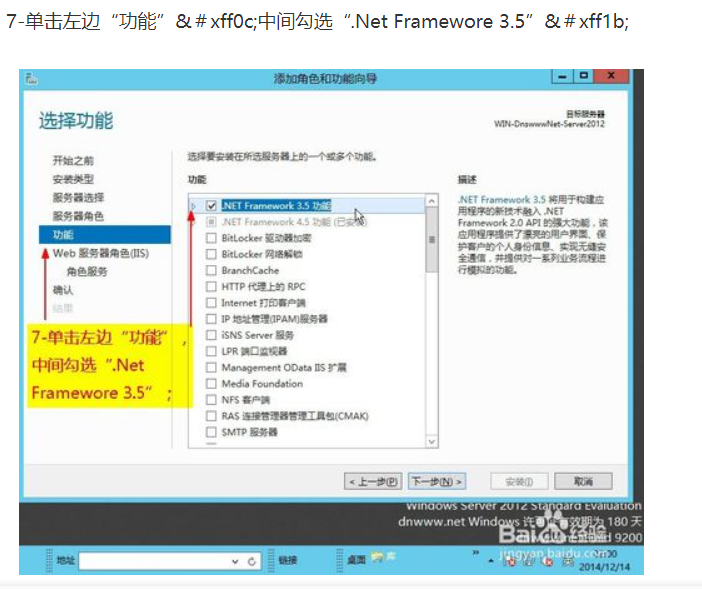 7-单击左边“功能”&#xff0c;中间勾选“.Net Framewore 3.5”&#xff1b;
添加角色和功能向导
选择功能
目标服务器
WIN-DnswwwNet-Server2012
开始之前
安装类型
服务器选择
服务器角色
功能
Web 服务器角色(IIS)
角色服务
确认
结果
选择要安装在所选服务器上的一个或多个功能。
功能
.NET Framework 3.5 功能
.NET Framework 4.5 功能 (已安装)
BitLocker 驱动器加密
BitLocker 网络解锁
BranchCache
HTTP 代理上的 RPC
Internet 打印客户端
IP 地址管理(IPAM)服务器
iSNS Server 服务
LPR 端口监视器
Management OData IIS 扩展
Media Foundation
NFS 客户端
RAS 连接管理器管理工具包(CMAK)
SMTP 服务器
描述
.NET Framework 3.5 将用于构建应
用程序的新技术融入 .NET
Framework 2.0 API 的强大功能，该
应用程序提供了漂亮的用户界面、保
护客户的个人身份信息、实现无缝安
全通信，并提供对一系列业务流程进
行模拟的功能。
7-单击左边“功能”，
中间勾选“.Net
Framewore 3.5”；
< 上一步(P)
下一步(N) >
安装(I)
取消
Windows Server 2012 Standard Evaluation
dnwww.net Windows 许可证有效期为 180 天
9200
Baidu 经验
jingyan.baidu.com
地址
链接
桌面
2014/12/14